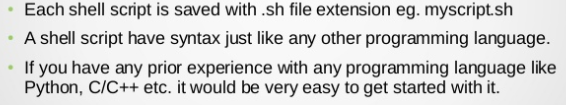 Each shell script is saved with .sh file extension eg. myscript.sh
A shell script have syntax just like any other programming language.
If you have any prior experience with any programming language like
Python, C/C++ etc. it would be very easy to get started with it.